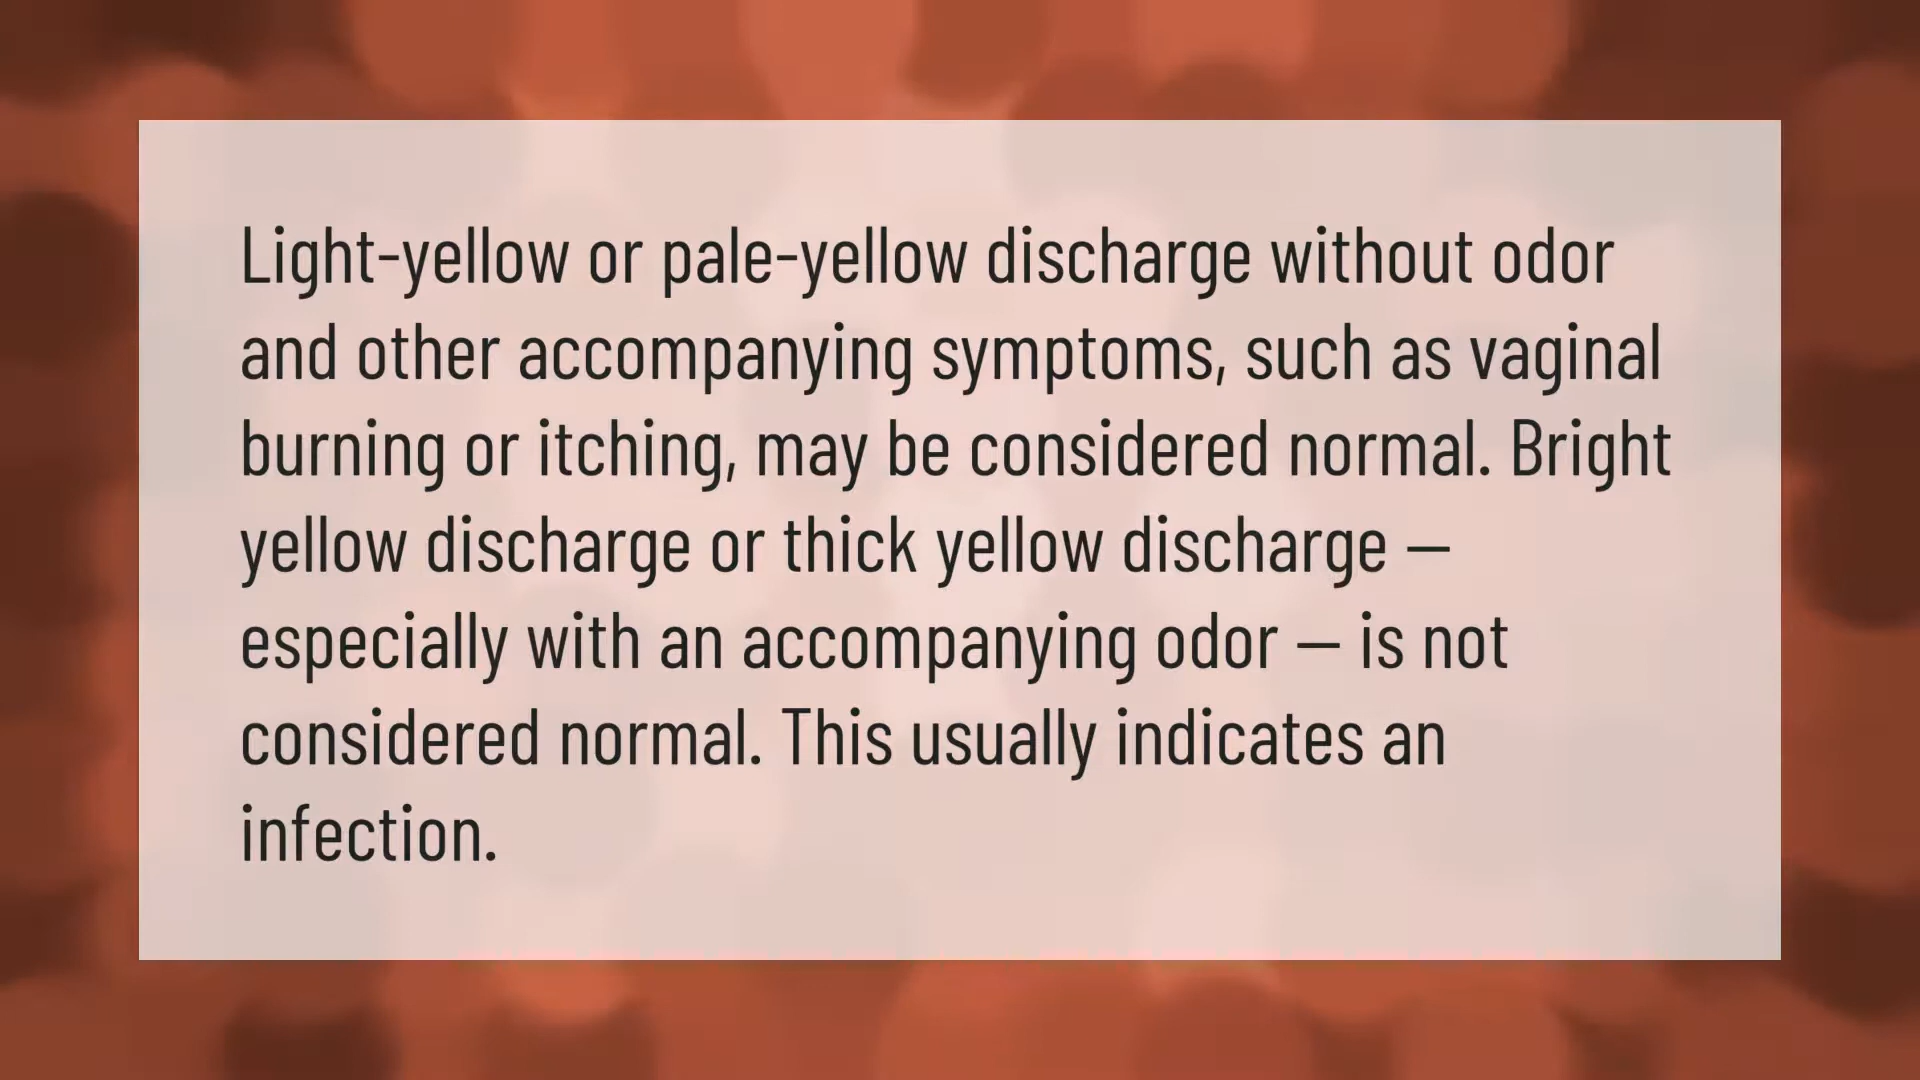 Light-yellow or pale-yellow discharge without odor
and other accompanying symptoms, such as vaginal
burning or itching, may be considered normal. Bright
yellow discharge or thick yellow discharge —
especially with an accompanying odor — is not
considered normal. This usually indicates an
infection.